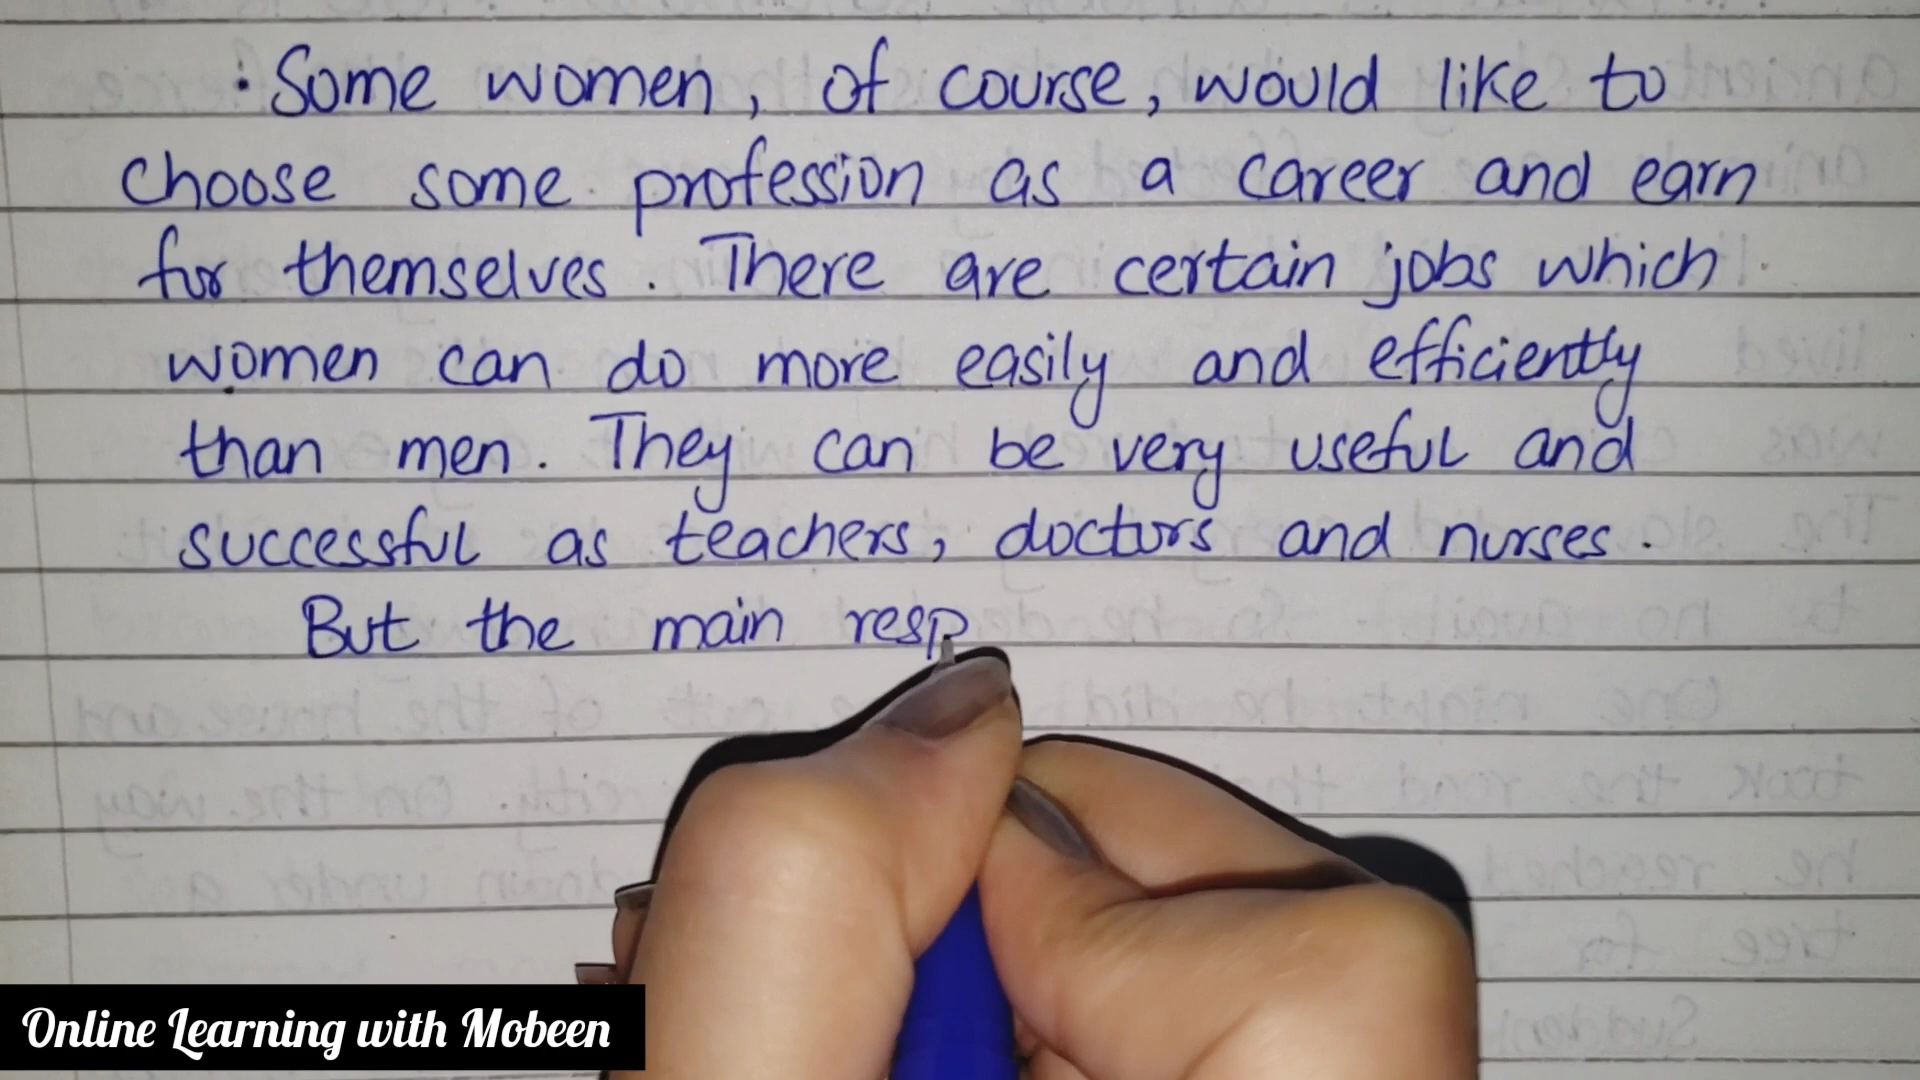 Some women, of course, would like to
choose some profession as a career and earn
for themselves. There are certain jobs which
women can do more easily and efficiently
than men. They can be very useful and
successful as teachers, doctors and nurses.
But the main resp
Online Learning with Mobeen